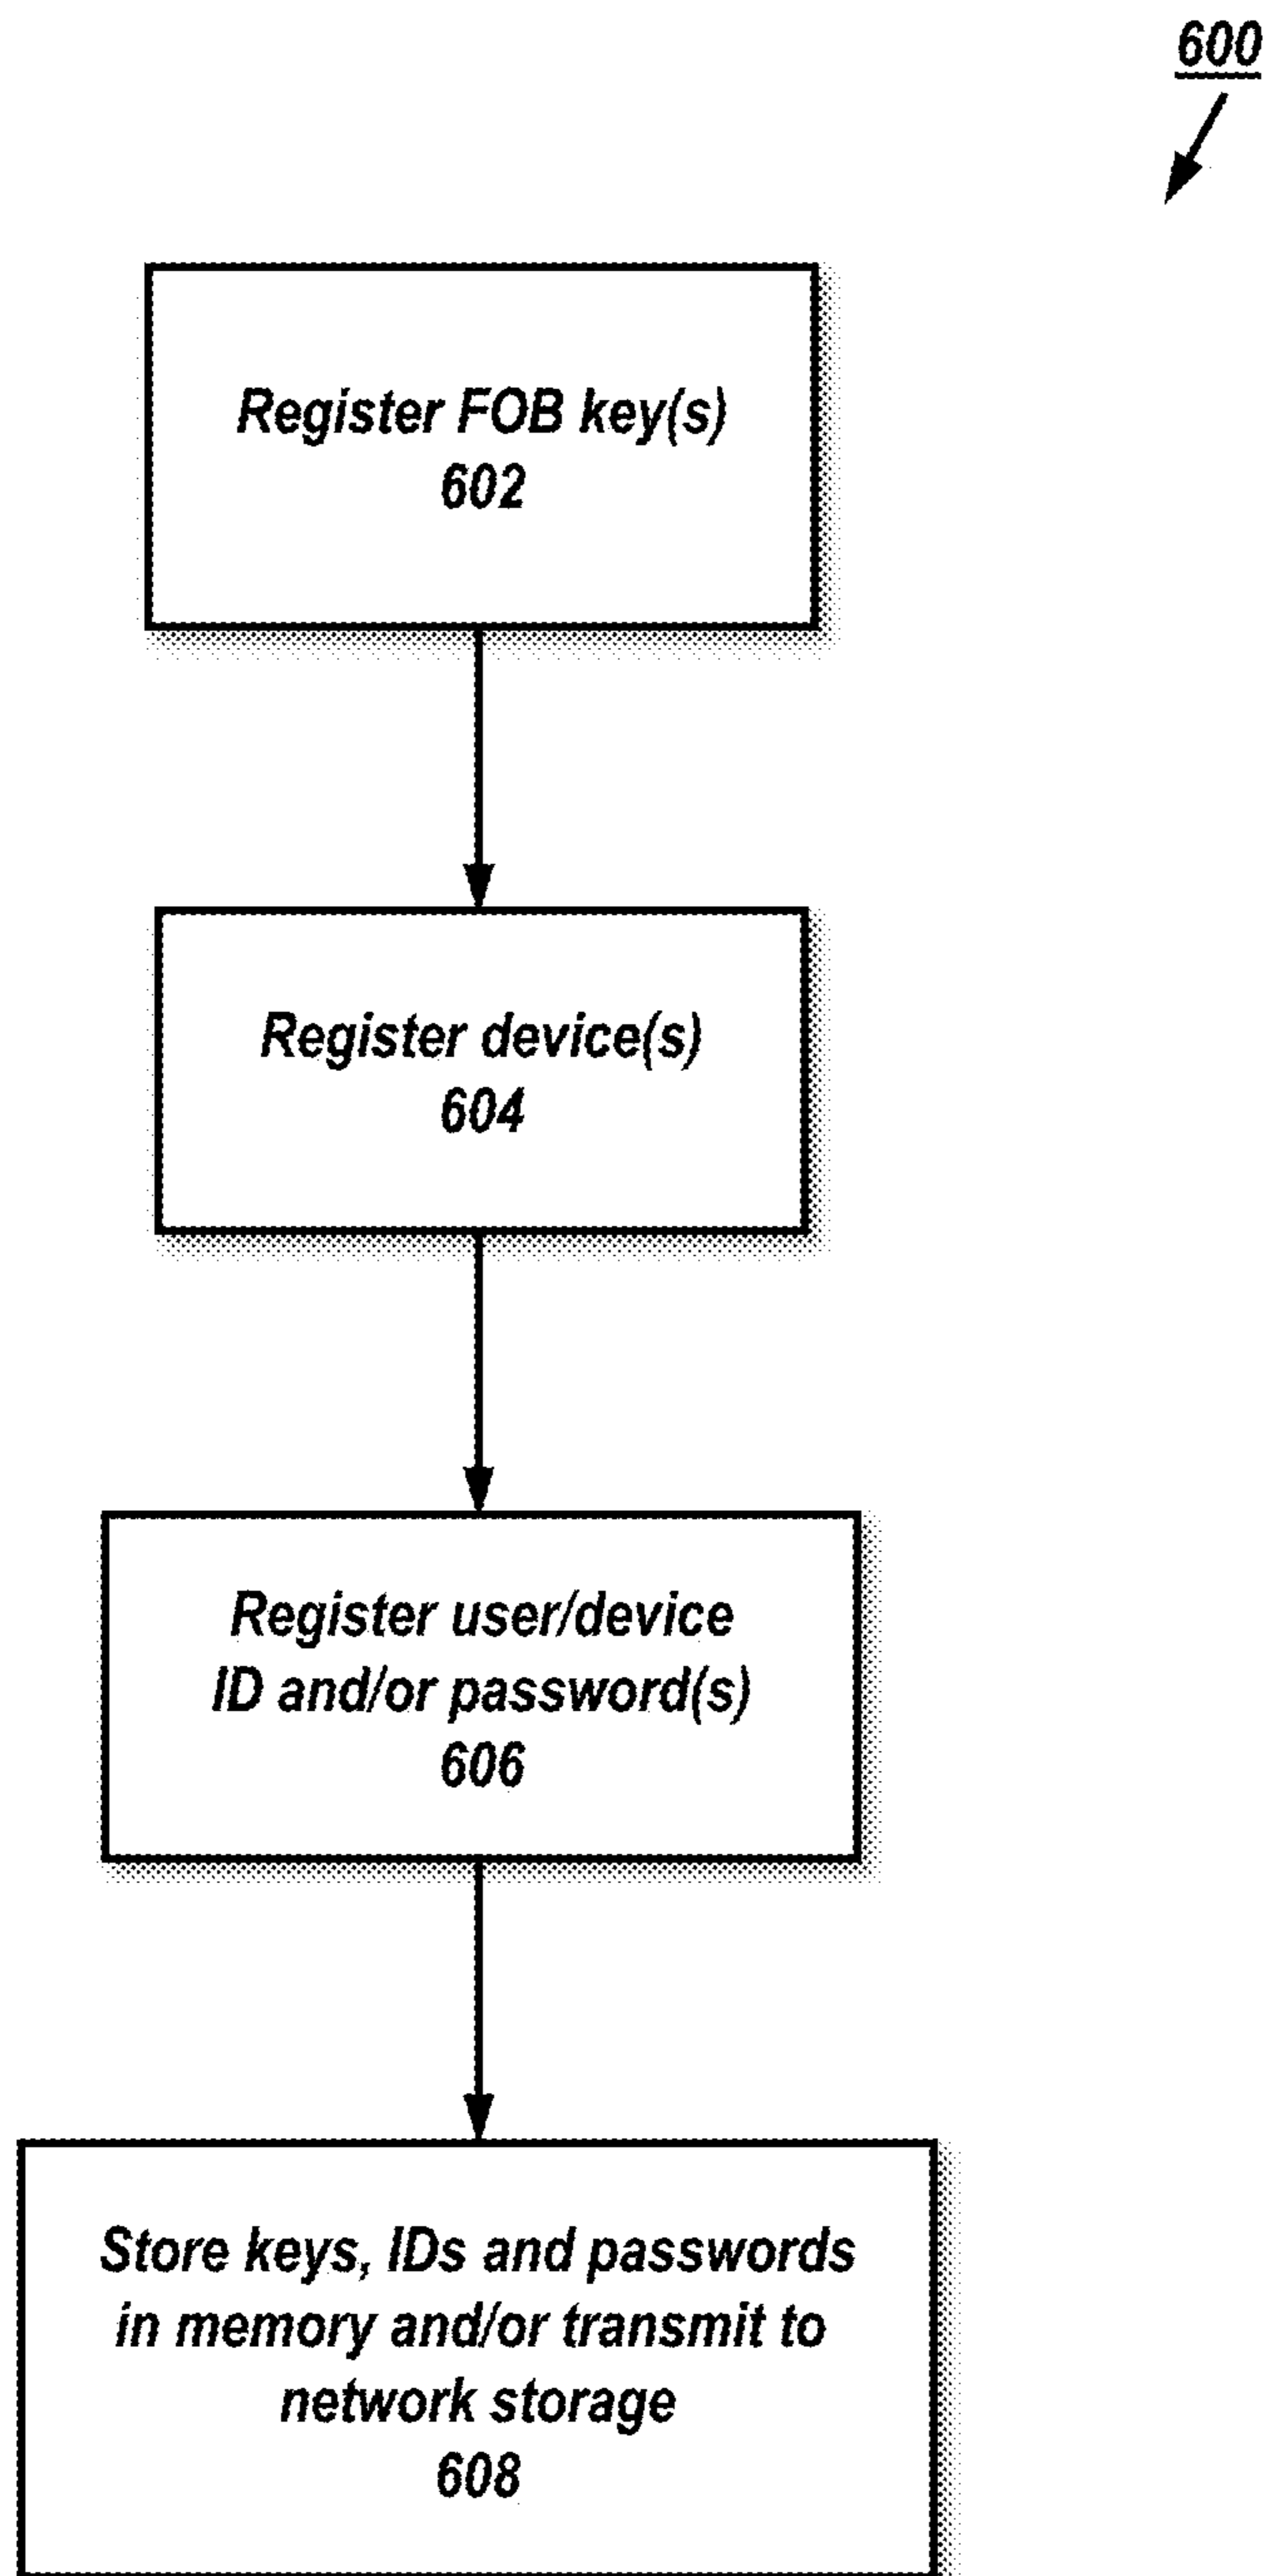 600
Register FOB key(s)
602
Register device(s)
604
Register user/device
ID and/or password(s)
606
Store keys, IDs and passwords
in memory and/or transmit to
network storage
608